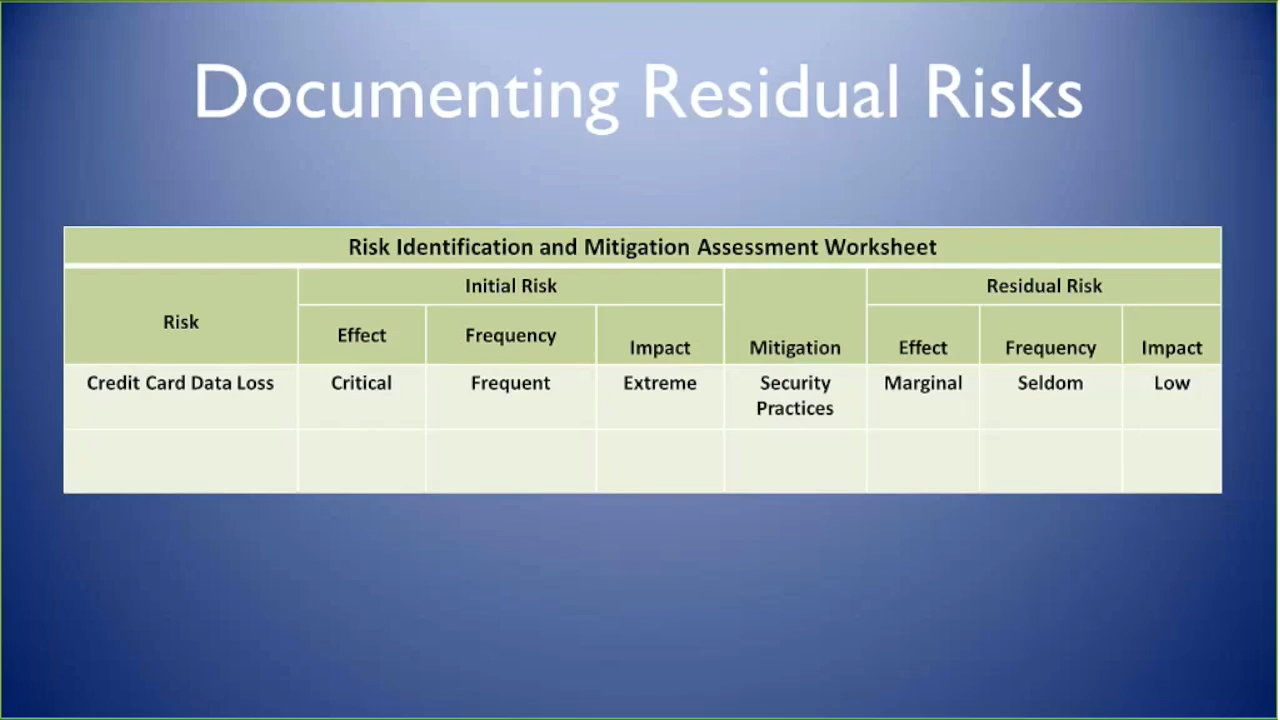 Documenting Residual Risks
Risk Identification and Mitigation Assessment Worksheet
Risk
Initial Risk
Effect
Frequency
Impact
Mitigation
Residual Risk
Effect
Frequency
Impact
Credit Card Data Loss
Critical
Frequent
Extreme
Security
Practices
Marginal
Seldom
Low